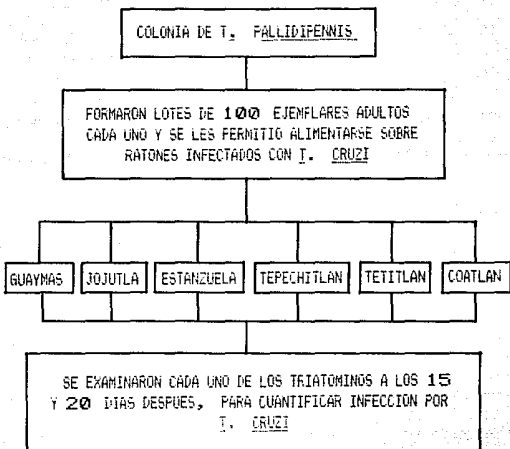 COLONIA DE T. PALLIDIPENNIS
FORMARON LOTES DE 100 EJEMPLARES ADULTOS
CADA UNO Y SE LES PERMITIO ALIMENTARSE SOBRE
RATONES INFECTADOS CON T. CRUZI
GUAYMAS JOJUTLA ESTANZUELA TEPECHITLAN TETITLAN COATLAN
SE EXAMINARON CADA UNO DE LOS TRIATOMINOS A LOS 15
Y 20 DIAS DESPUES, PARA CUANTIFICAR INFECCION POR
T. CRUZI